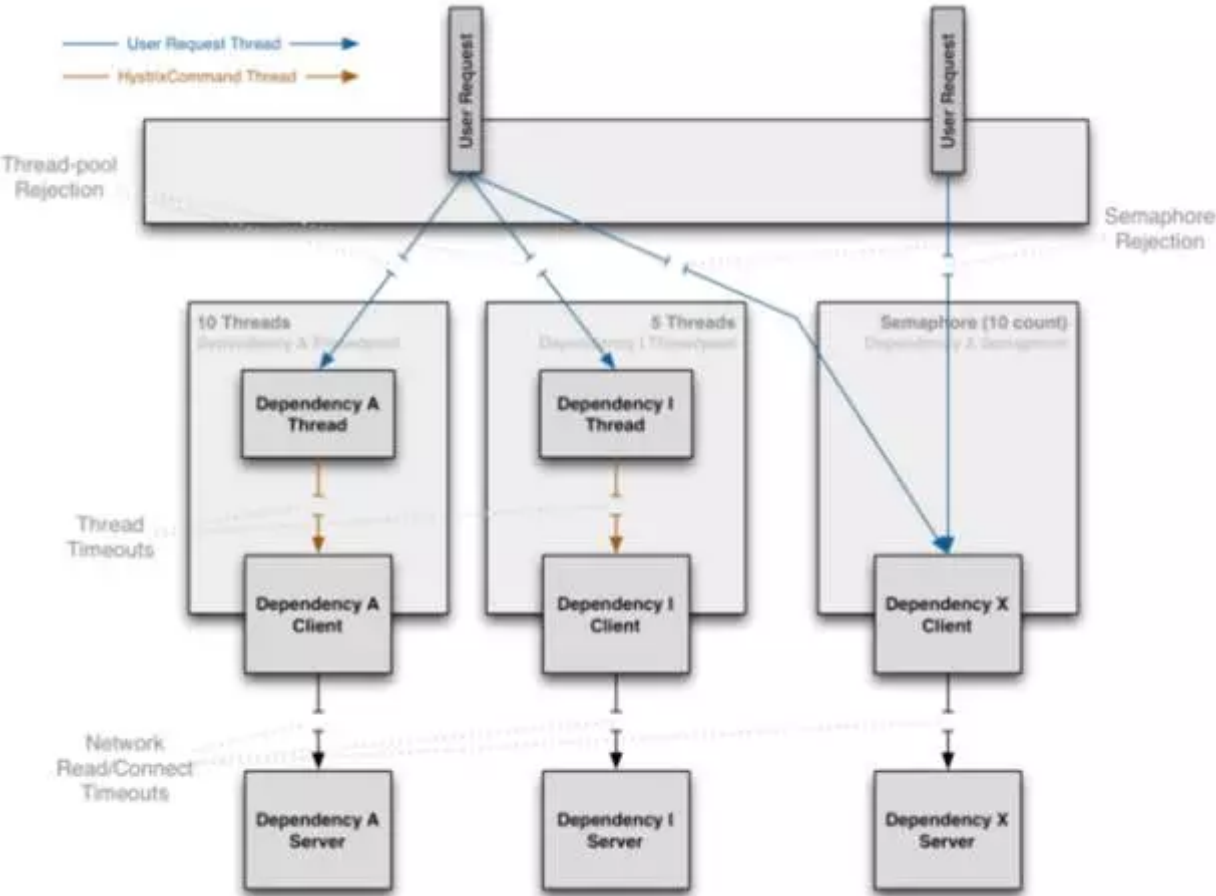 User Request Thread
HystrixCommand Thread
User Request
User Request
Thread-pool
Rejection
Semaphore
Rejection
10 Threads
5 Threads
Semaphore (10 count)
Dependency A
Thread
Dependency I
Thread
Thread
Timeouts
Dependency A
Client
Dependency I
Client
Dependency X
Client
Network
Read/Connect
Timeouts
Dependency A
Server
Dependency I
Server
Dependency X
Server